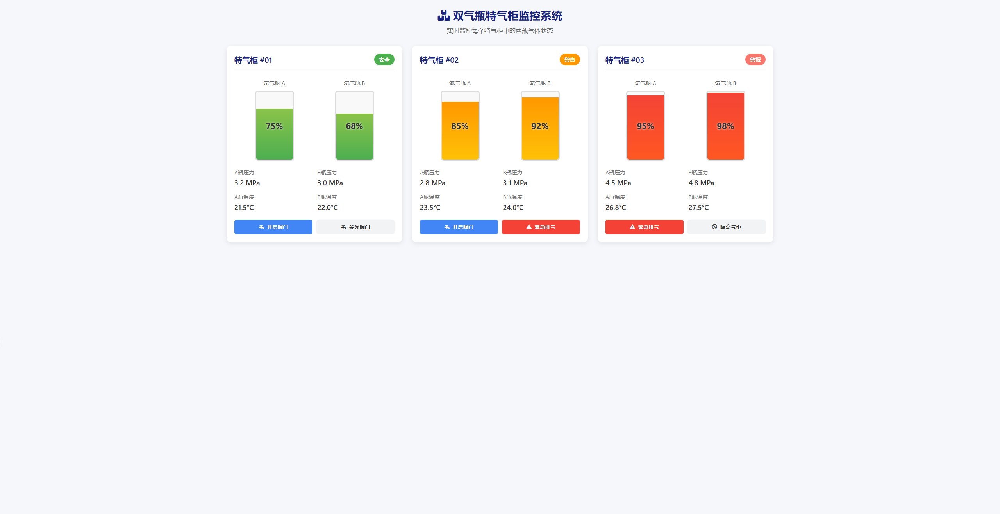 双气瓶特气柜监控系统
实时监控每个特气柜中的两瓶气体状态
特气柜 #01
安全
氨气瓶 A
氨气瓶 B
75%
68%
A瓶压力
B瓶压力
3.2 MPa
3.0 MPa
A瓶温度
B瓶温度
21.5°C
22.0°C
开启阀门
关闭阀门
特气柜 #02
警告
氮气瓶 A
氮气瓶 B
85%
92%
A瓶压力
B瓶压力
2.8 MPa
3.1 MPa
A瓶温度
B瓶温度
23.5°C
24.0°C
开启阀门
紧急排气
特气柜 #03
警报
氢气瓶 A
氢气瓶 B
95%
98%
A瓶压力
B瓶压力
4.5 MPa
4.8 MPa
A瓶温度
B瓶温度
26.8°C
27.5°C
紧急排气
隔离气柜